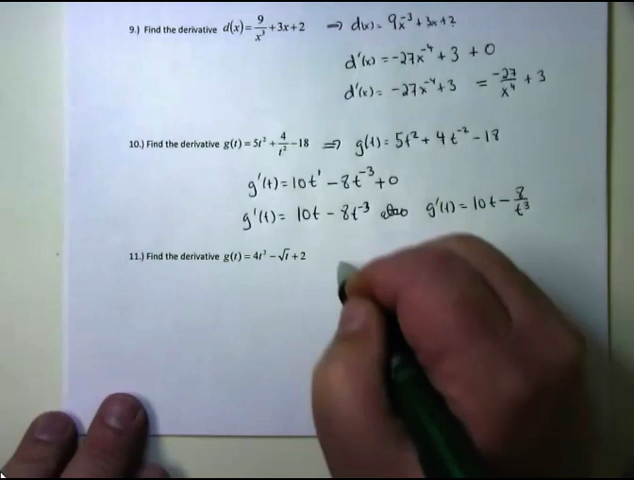 9.) Find the derivative d(x) = 9/x³ + 3x + 2 ⇒ d(x) = 9x⁻³ + 3x + 2
d'(x) = -27x⁻⁴ + 3 + 0
d'(x) = -27x⁻⁴ + 3 = -27/x⁴ + 3
10.) Find the derivative g(t) = 5t² + 4/t² - 18 ⇒ g(t) = 5t² + 4t⁻² - 18
g'(t) = 10t' - 8t⁻³ + 0
g'(t) = 10t - 8t⁻³ also g'(t) = 10t - 8/t³
11.) Find the derivative g(t) = 4t³ - √t + 2